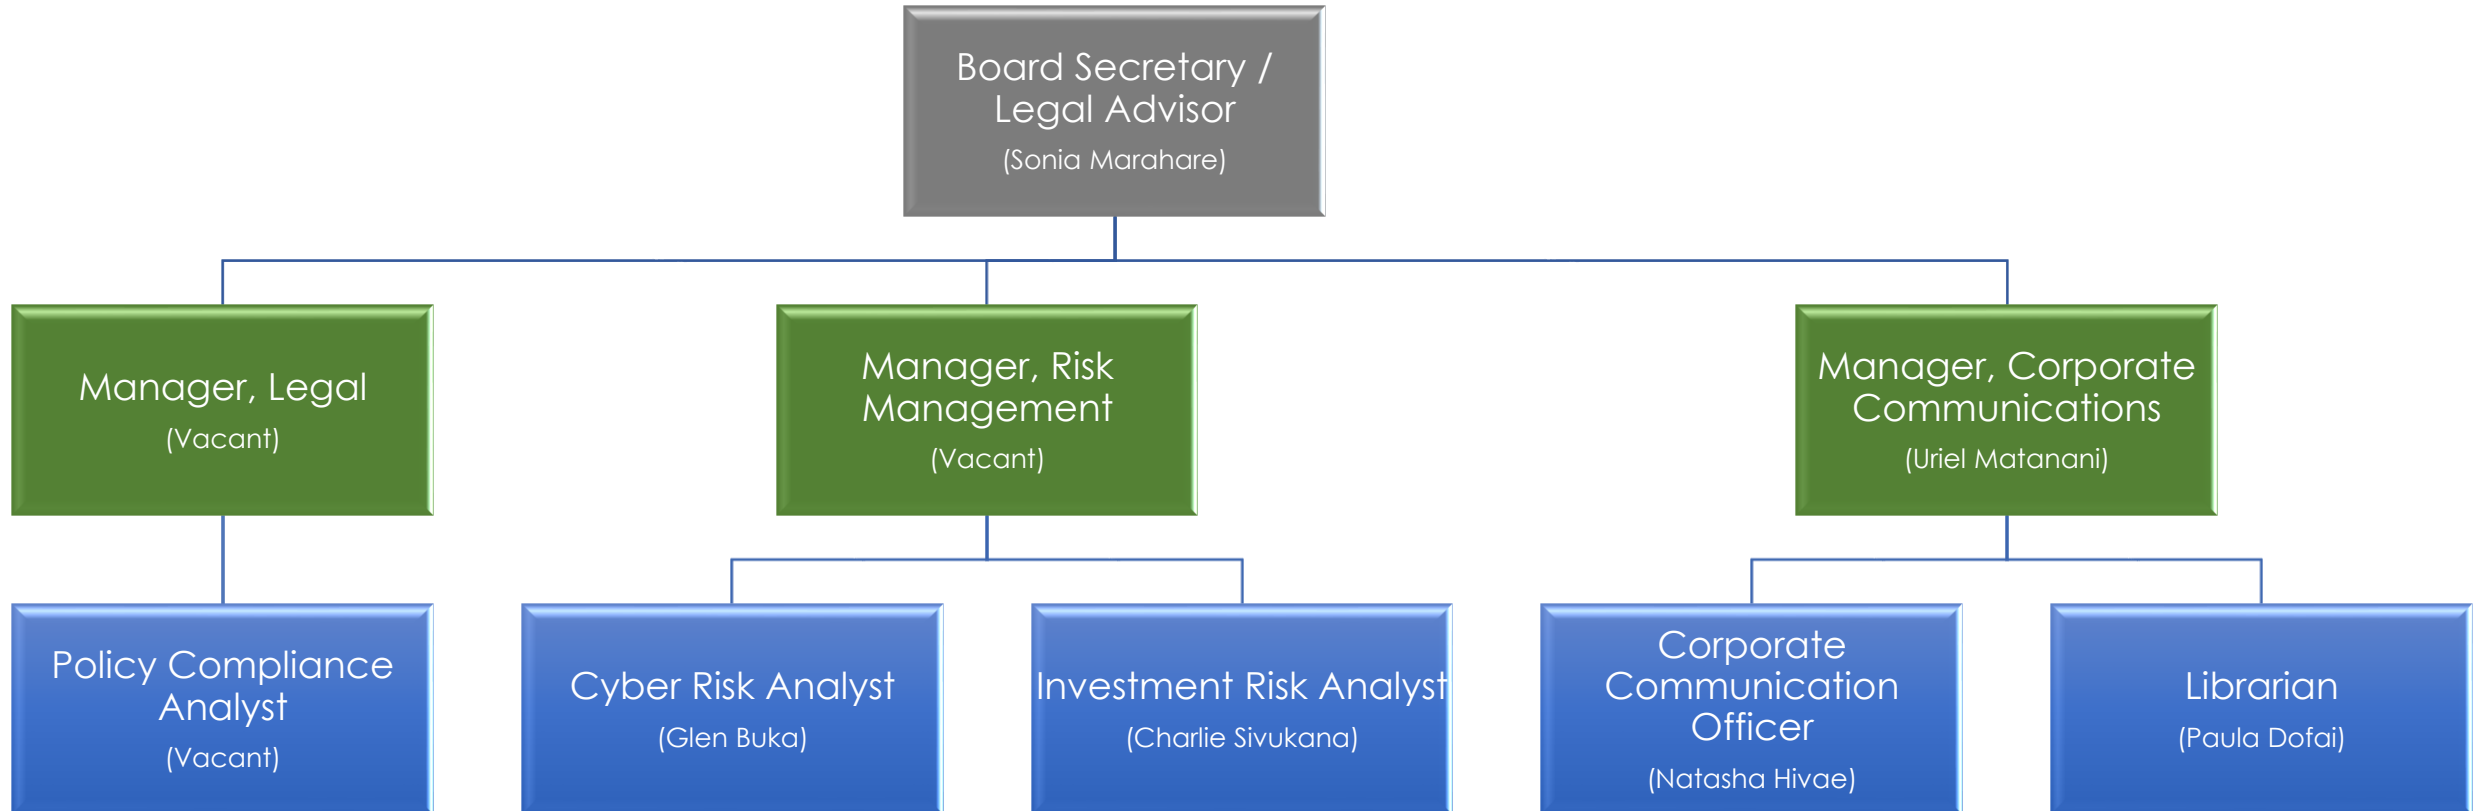 Board Secretary /
Legal Advisor
(Sonia Marahare)
Manager, Legal
(Vacant)
Manager, Risk
Management
(Vacant)
Manager, Corporate
Communications
(Uriel Matanani)
Policy Compliance
Analyst
(Vacant)
Cyber Risk Analyst
(Glen Buka)
Investment Risk Analyst
(Charlie Sivukana)
Corporate
Communication
Officer
(Natasha Hivae)
Librarian
(Paula Dofai)